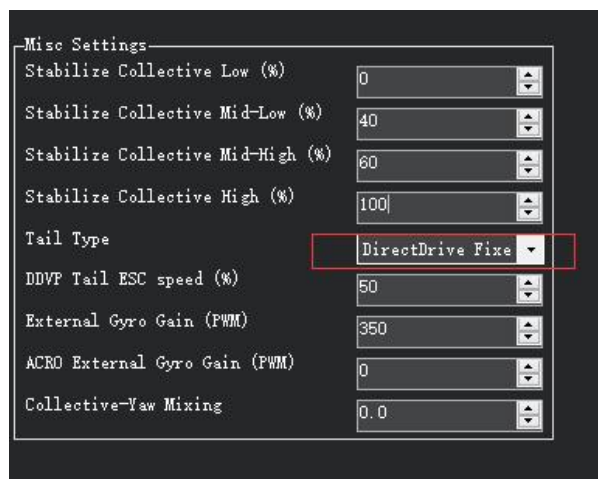 Misc Settings
Stabilize Collective Low (%) 0
Stabilize Collective Mid-Low (%) 40
Stabilize Collective Mid-High (%) 60
Stabilize Collective High (%) 100
Tail Type DirectDrive Fixe
DDVP Tail ESC speed (%) 50
External Gyro Gain (PWM) 350
ACRO External Gyro Gain (PWM) 0
Collective-Yaw Mixing 0.0